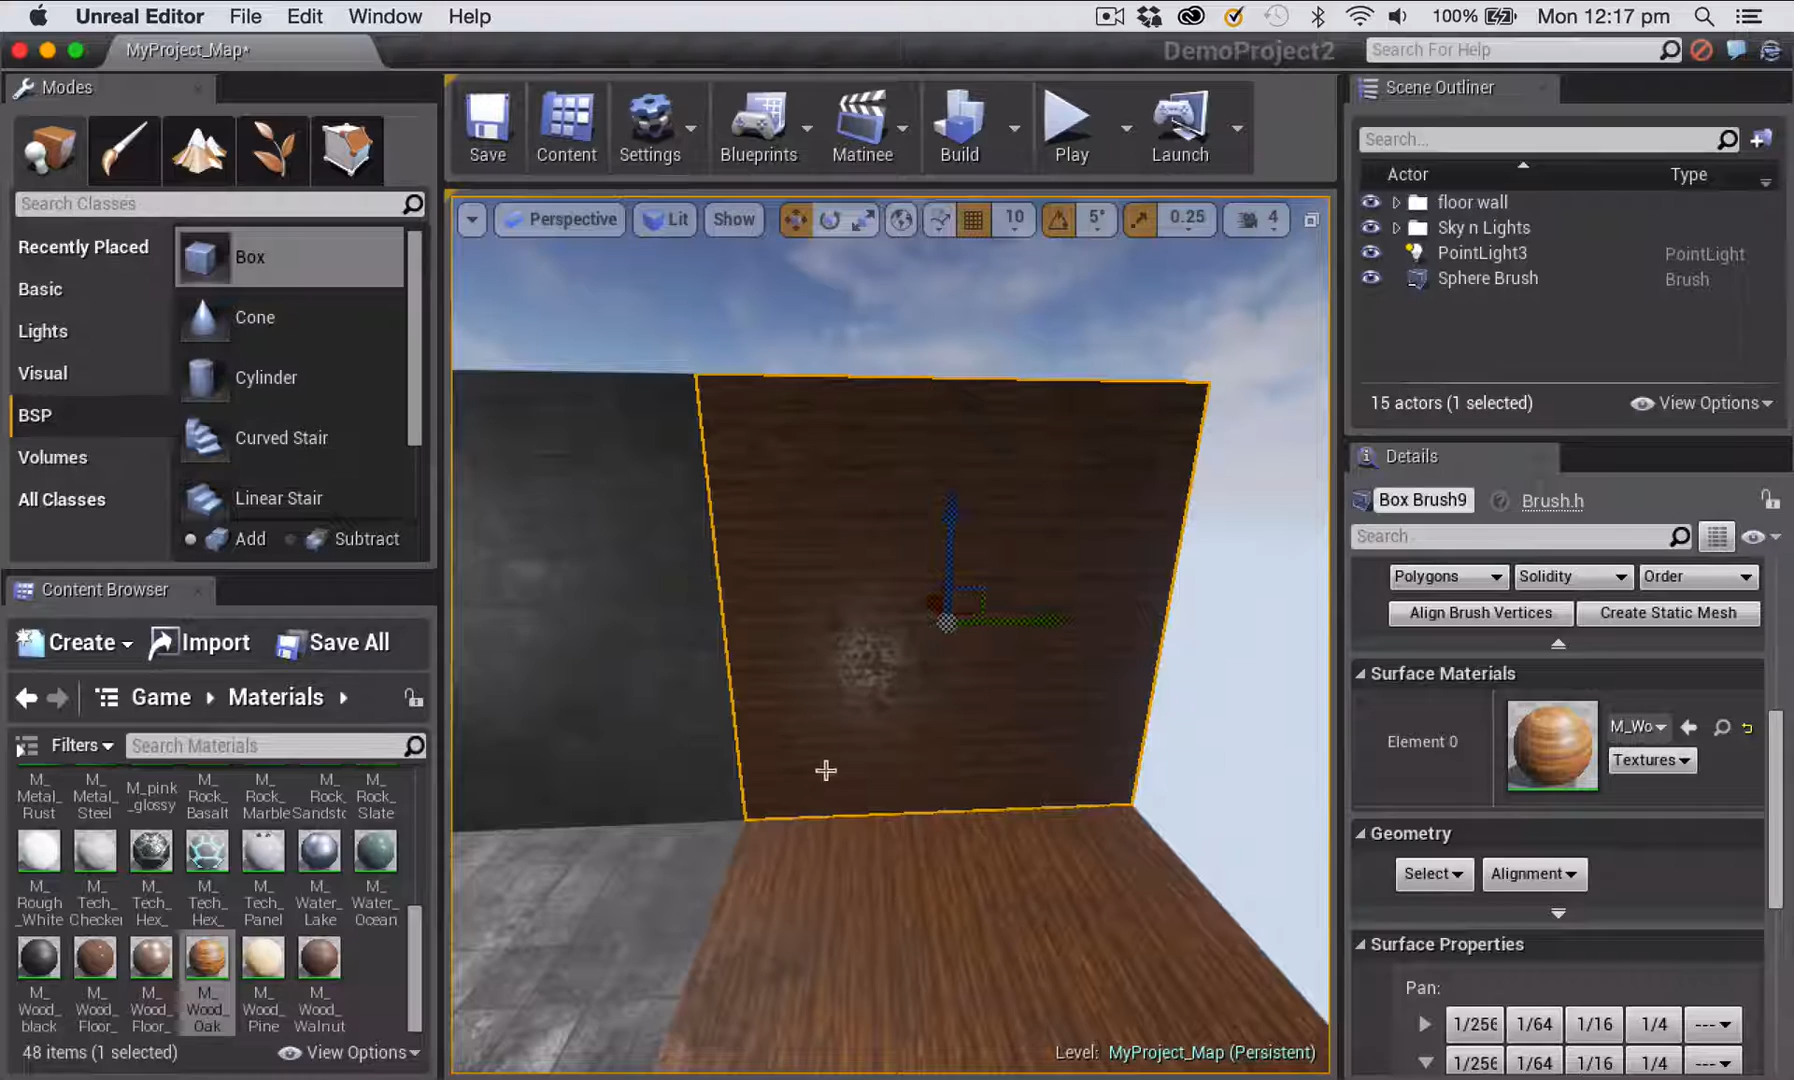 Unreal Editor File Edit Window Help
100% Mon 12:17 pm
MyProject_Map*
DemoProject2
Search For Help
Modes
Save
Content
Settings
Blueprints
Matinee
Build
Play
Launch
Search Classes
Recently Placed
Basic
Lights
Visual
BSP
Volumes
All Classes
Box
Cone
Cylinder
Curved Stair
Linear Stair
Add
Subtract
Perspective
Lit
Show
10
5°
0.25
4
Level: MyProject_Map (Persistent)
Content Browser
Create
Import
Save All
Game
Materials
Filters
Search Materials
M_
Metal_
Rust
M_
Metal_
Steel
M_pink
_glossy
M_
Rock_
Basalt
M_
Rock_
Marble
M_
Rock_
Sandstc
M_
Rock_
Slate
M_
Rough
_White
M_
Tech_
Checker
M_
Tech_
Hex_
M_
Tech_
Hex_
M_
Tech_
Panel
M_
Water_
Lake
M_
Water_
Ocean
M_
Wood_
black
M_
Wood_
Floor_
M_
Wood_
Floor_
M_
Wood_
Oak
M_
Wood_
Pine
M_
Wood_
Walnut
48 items (1 selected)
View Options
Scene Outliner
Search...
Actor Type
floor wall
Sky n Lights
PointLight3 PointLight
Sphere Brush Brush
15 actors (1 selected)
View Options
Details
Box Brush9
Brush.h
Search
Polygons
Solidity
Order
Align Brush Vertices
Create Static Mesh
Surface Materials
Element 0
M_Wo
Textures
Geometry
Select
Alignment
Surface Properties
Pan:
1/256 1/64 1/16 1/4 ---
1/256 1/64 1/16 1/4 ---